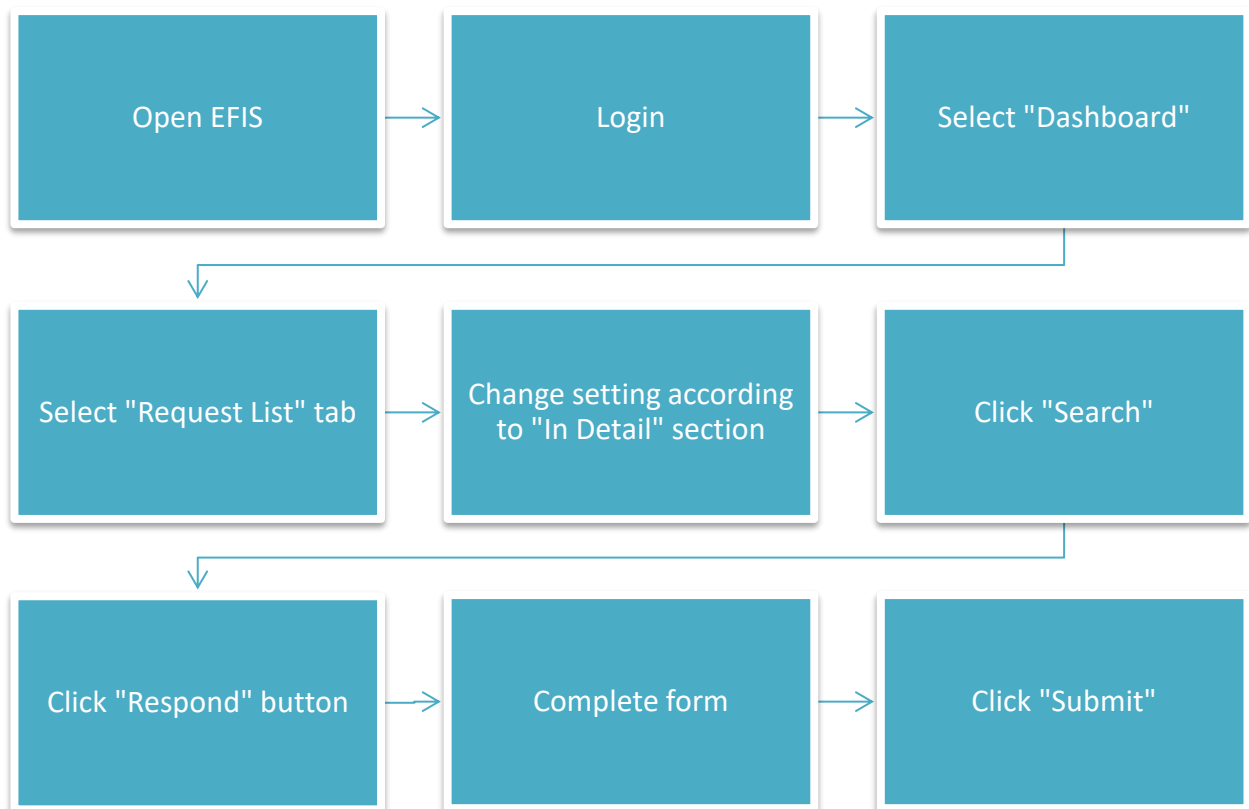 Open EFIS
Login
Select "Dashboard"
Select "Request List" tab
Change setting according
to "In Detail" section
Click "Search"
Click "Respond" button
Complete form
Click "Submit"